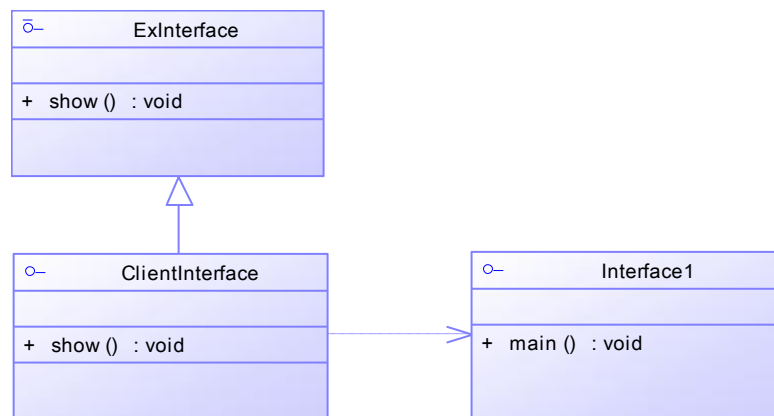 ExInterface
+ show () : void
ClientInterface
+ show () : void
Interface1
+ main () : void